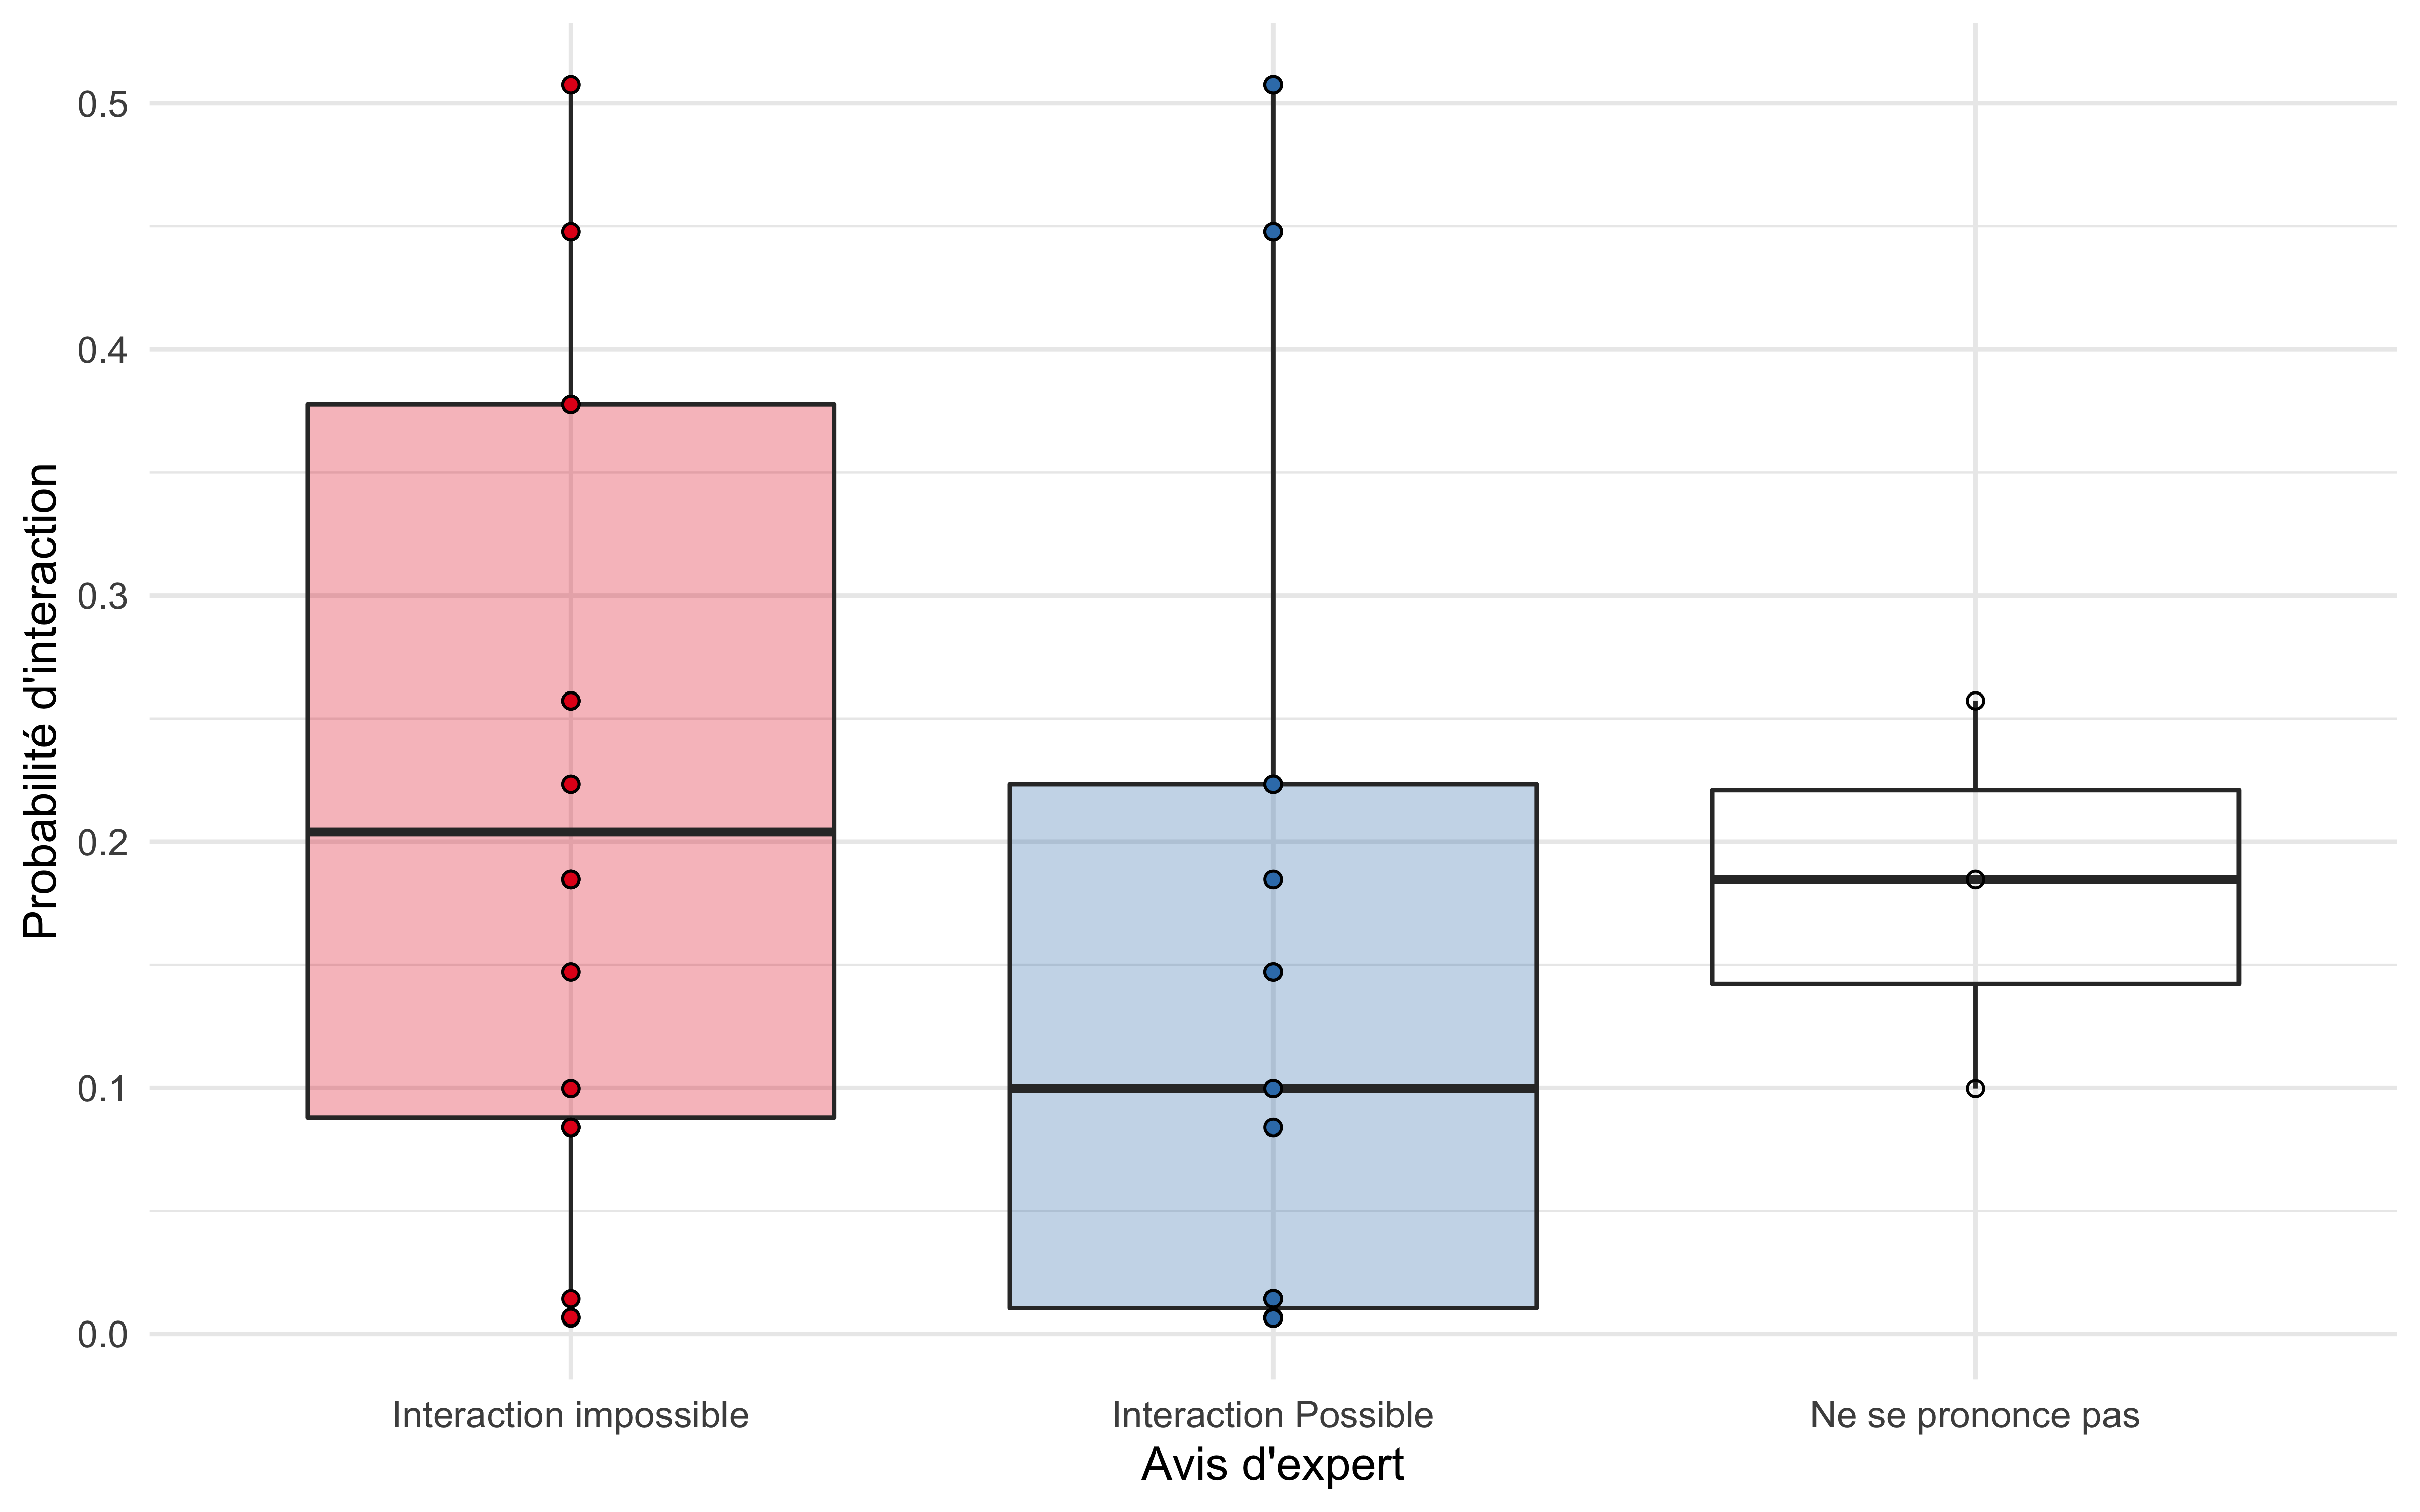 Probabilité d'interaction
0.5
0.4
0.3
0.2
0.1
0.0
Interaction impossible
Interaction Possible
Ne se prononce pas
Avis d'expert